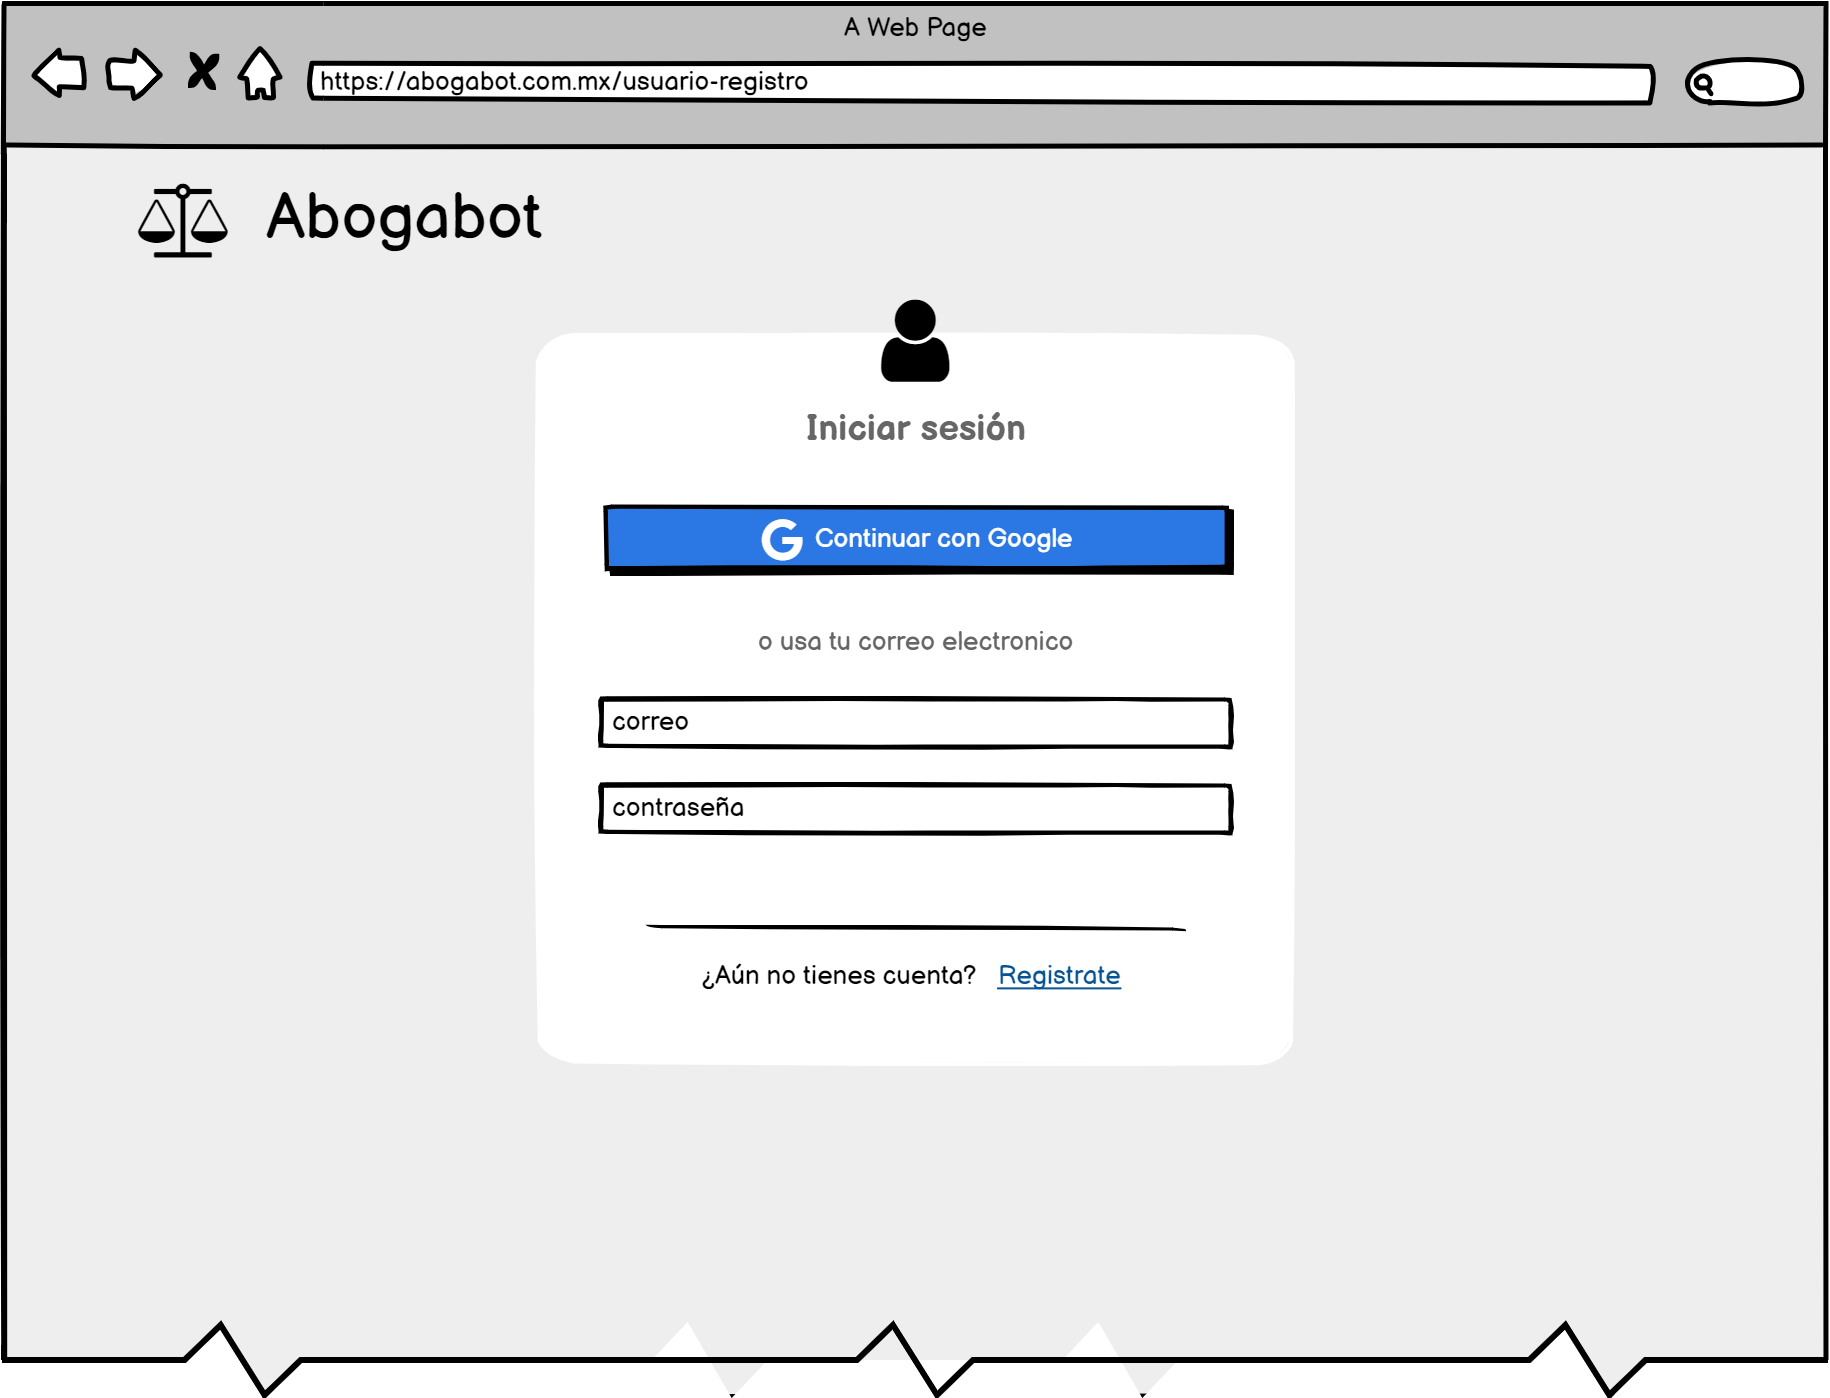 A Web Page
https://abogabot.com.mx/usuario-registro
Abogabot
Iniciar sesión
Continuar con Google
o usa tu correo electronico
correo
contraseña
¿Aún no tienes cuenta? Registrate